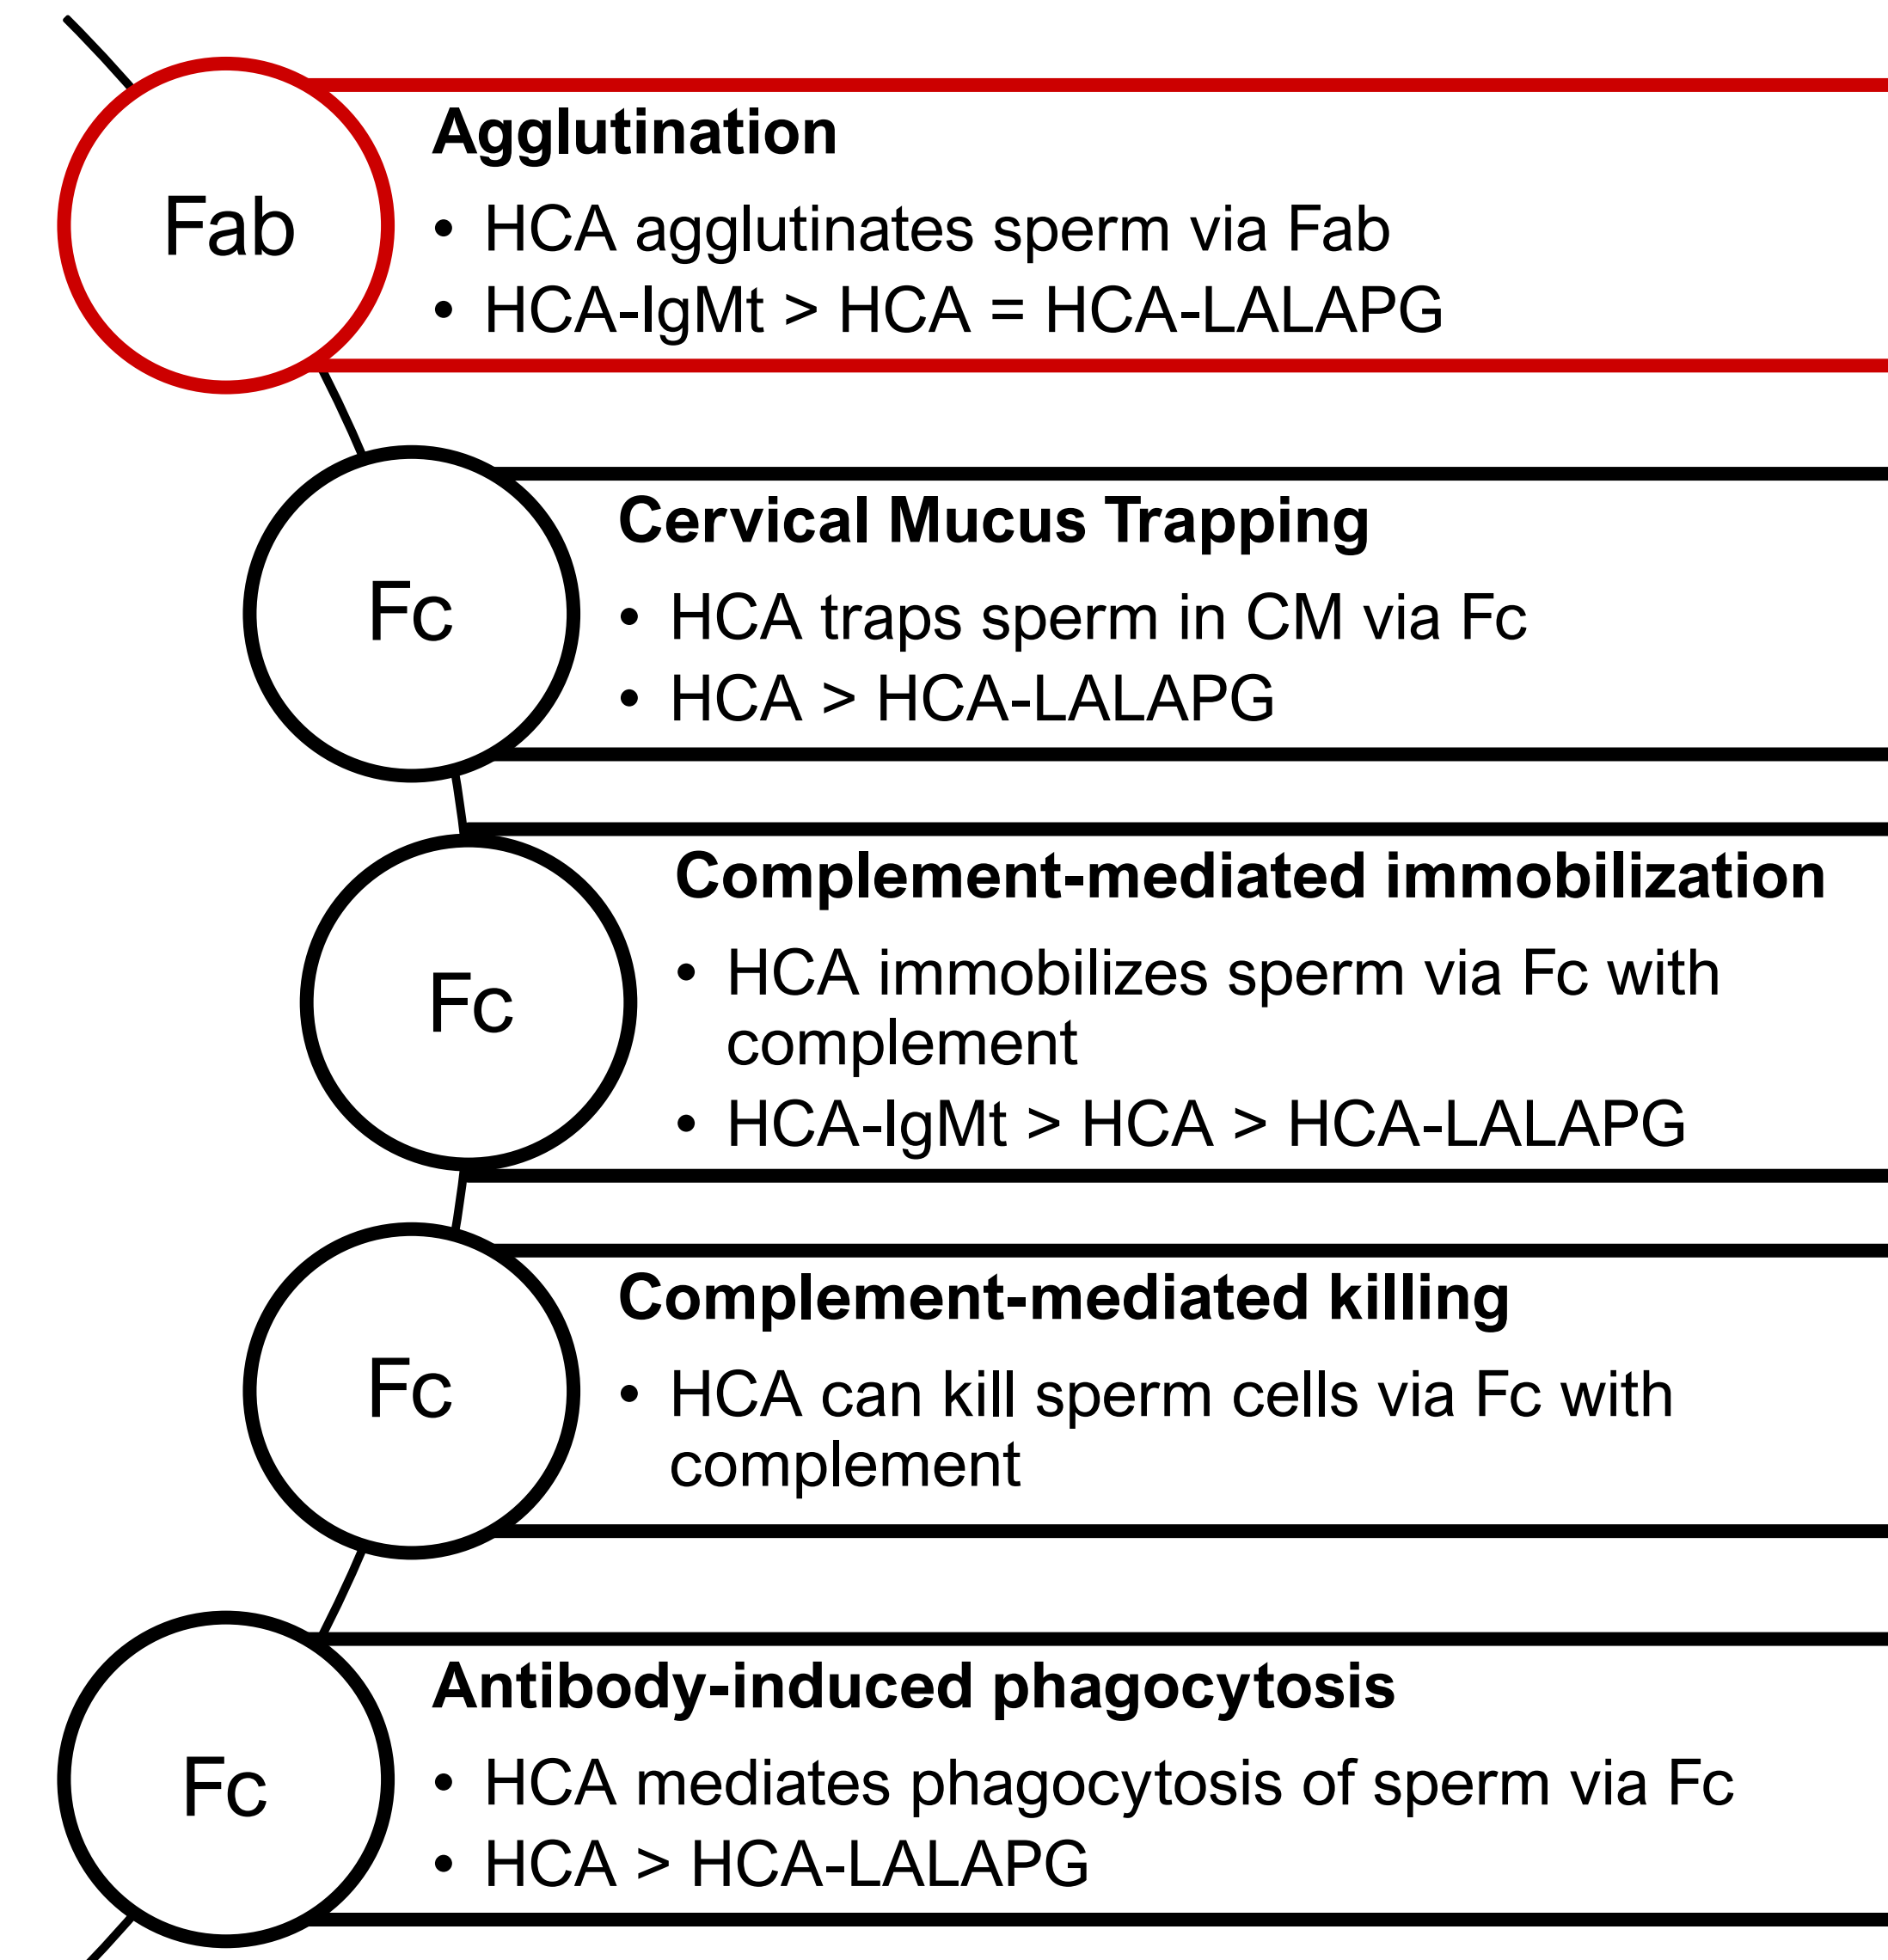 Fab
Agglutination
• HCA agglutinates sperm via Fab
• HCA-IgMt > HCA = HCA-LALAPG
Fc
Cervical Mucus Trapping
• HCA traps sperm in CM via Fc
• HCA > HCA-LALAPG
Fc
Complement-mediated immobilization
• HCA immobilizes sperm via Fc with
complement
• HCA-IgMt > HCA > HCA-LALAPG
Fc
Complement-mediated killing
• HCA can kill sperm cells via Fc with
complement
Fc
Antibody-induced phagocytosis
• HCA mediates phagocytosis of sperm via Fc
• HCA > HCA-LALAPG